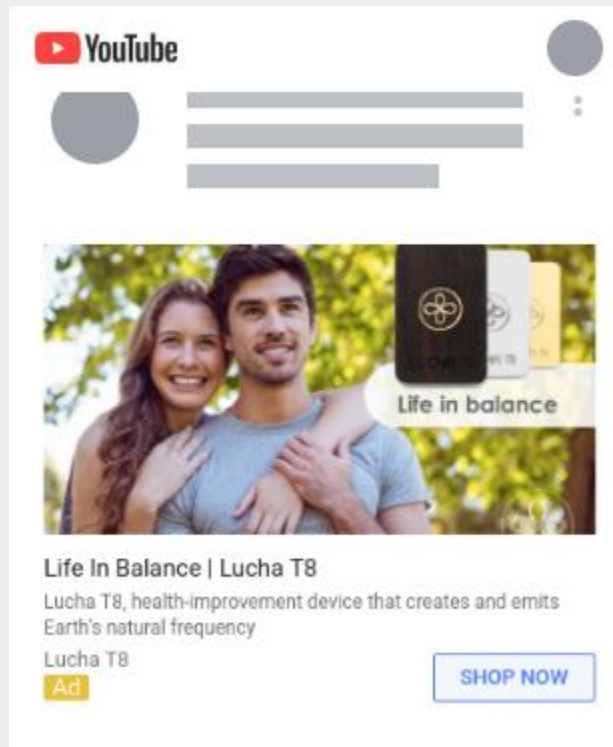 YouTube
Life in balance
Life In Balance | Lucha T8
Lucha T8, health-improvement device that creates and emits
Earth's natural frequency
Lucha T8
Ad
SHOP NOW